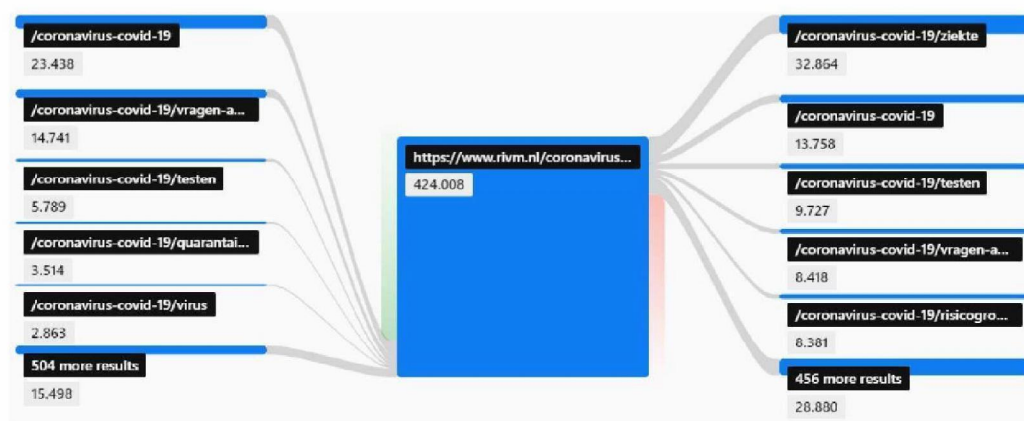 /coronavirus-covid-19
23.438
/coronavirus-covid-19/vragen-a...
14.741
/coronavirus-covid-19/testen
5.789
/coronavirus-covid-19/quarantai...
3.514
/coronavirus-covid-19/virus
2.863
504 more results
15.498
https://www.rivm.nl/coronavirus...
424.008
/coronavirus-covid-19/ziekte
32.864
/coronavirus-covid-19
13.758
/coronavirus-covid-19/testen
9.727
/coronavirus-covid-19/vragen-a...
8.418
/coronavirus-covid-19/risicogro...
8.381
456 more results
28.880